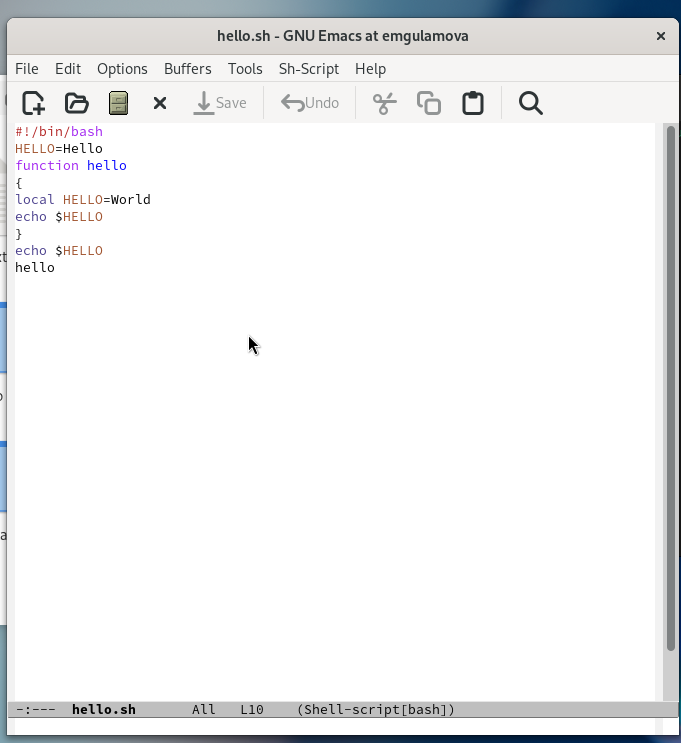 hello.sh - GNU Emacs at emgulamova
File Edit Options Buffers Tools Sh-Script Help
Save Undo
#!/bin/bash
HELLO=Hello
function hello
{
local HELLO=World
echo $HELLO
}
echo $HELLO
hello
-:--- hello.sh All L10 (Shell-script[bash])